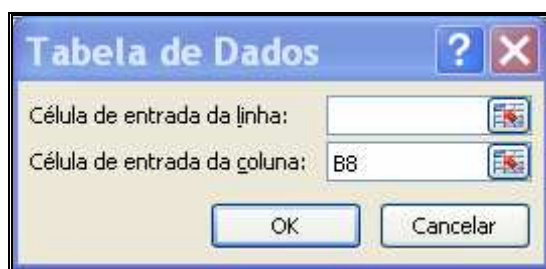 Tabela de Dados ?
Célula de entrada da linha:
Célula de entrada da coluna: B8
OK Cancelar